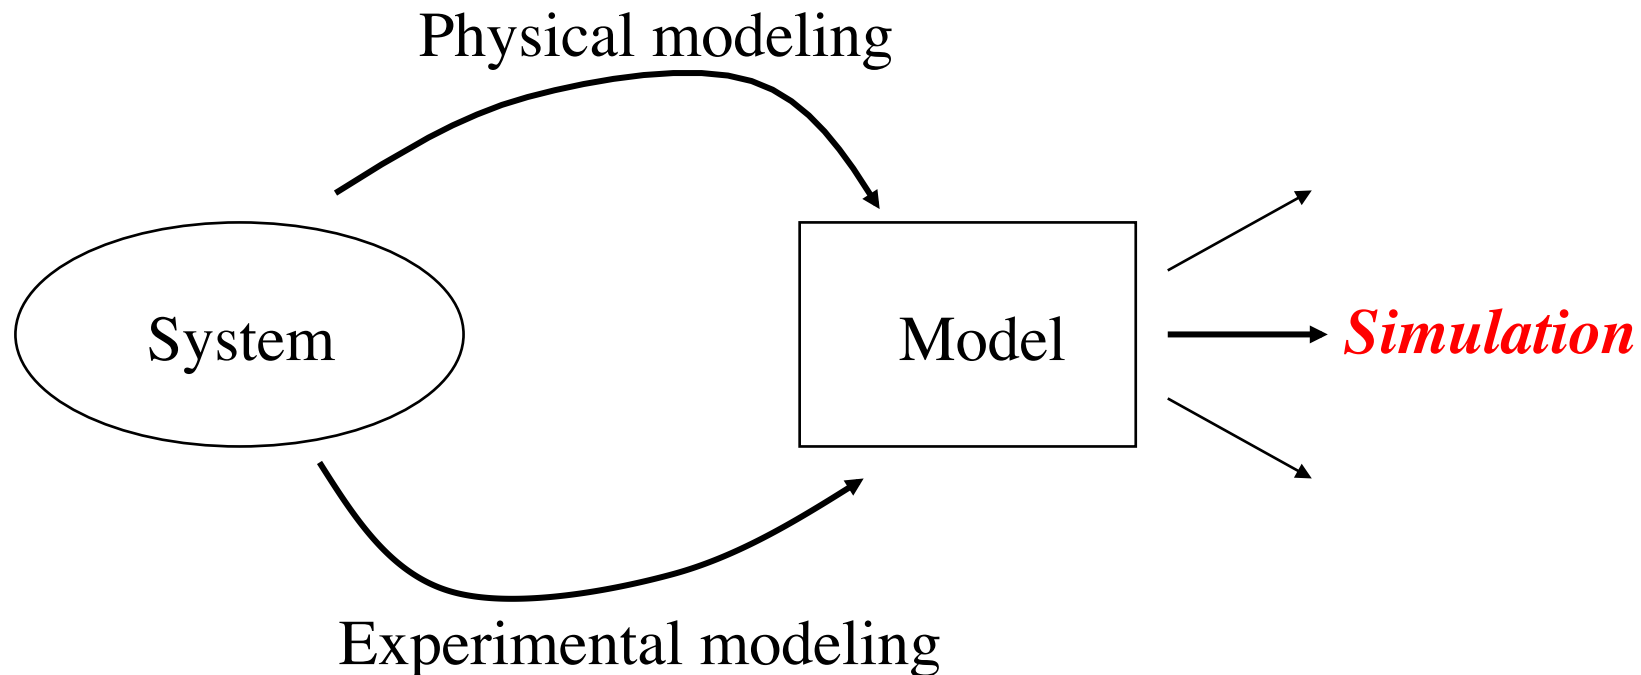 Physical modeling
System
Model
Simulation
Experimental modeling